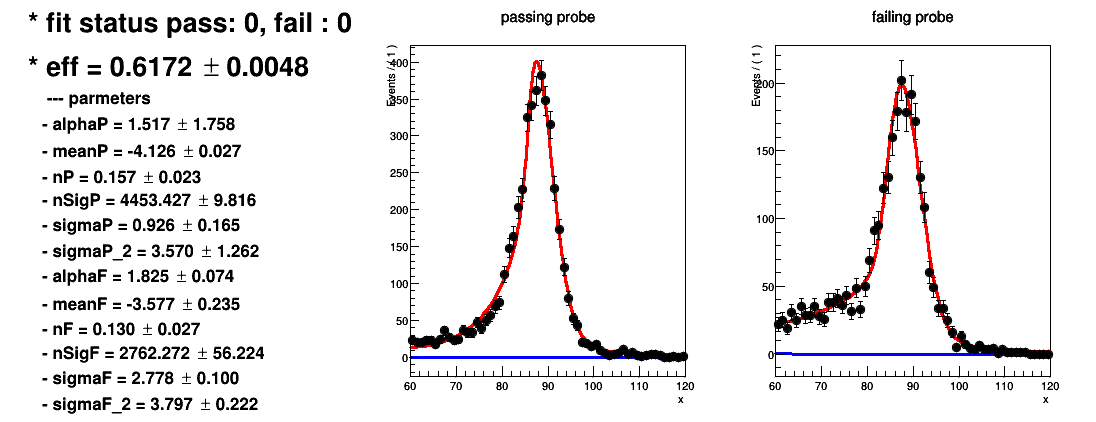 * fit status pass: 0, fail : 0
* eff = 0.6172 ± 0.0048
--- parmeters
- alphaP = 1.517 ± 1.758
- meanP = -4.126 ± 0.027
- nP = 0.157 ± 0.023
- nSigP = 4453.427 ± 9.816
- sigmaP = 0.926 ± 0.165
- sigmaP_2 = 3.570 ± 1.262
- alphaF = 1.825 ± 0.074
- meanF = -3.577 ± 0.235
- nF = 0.130 ± 0.027
- nSigF = 2762.272 ± 56.224
- sigmaF = 2.778 ± 0.100
- sigmaF_2 = 3.797 ± 0.222
passing probe
Events / ( 1 )
400
350
300
250
200
150
100
50
0
60 70 80 90 100 110 120
x
failing probe
Events / ( 1 )
200
150
100
50
0
60 70 80 90 100 110 120
x